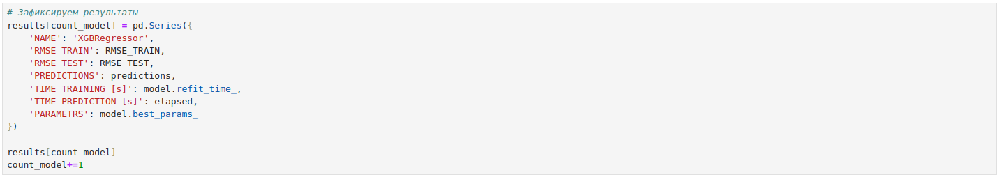 # Зафиксируем результаты
results[count_model] = pd.Series({
    'NAME': 'XGBRegressor',
    'RMSE TRAIN': RMSE_TRAIN,
    'RMSE TEST': RMSE_TEST,
    'PREDICTIONS': predictions,
    'TIME TRAINING [s]': model.refit_time_,
    'TIME PREDICTION [s]': elapsed,
    'PARAMETRS': model.best_params_
})

results[count_model]
count_model+=1